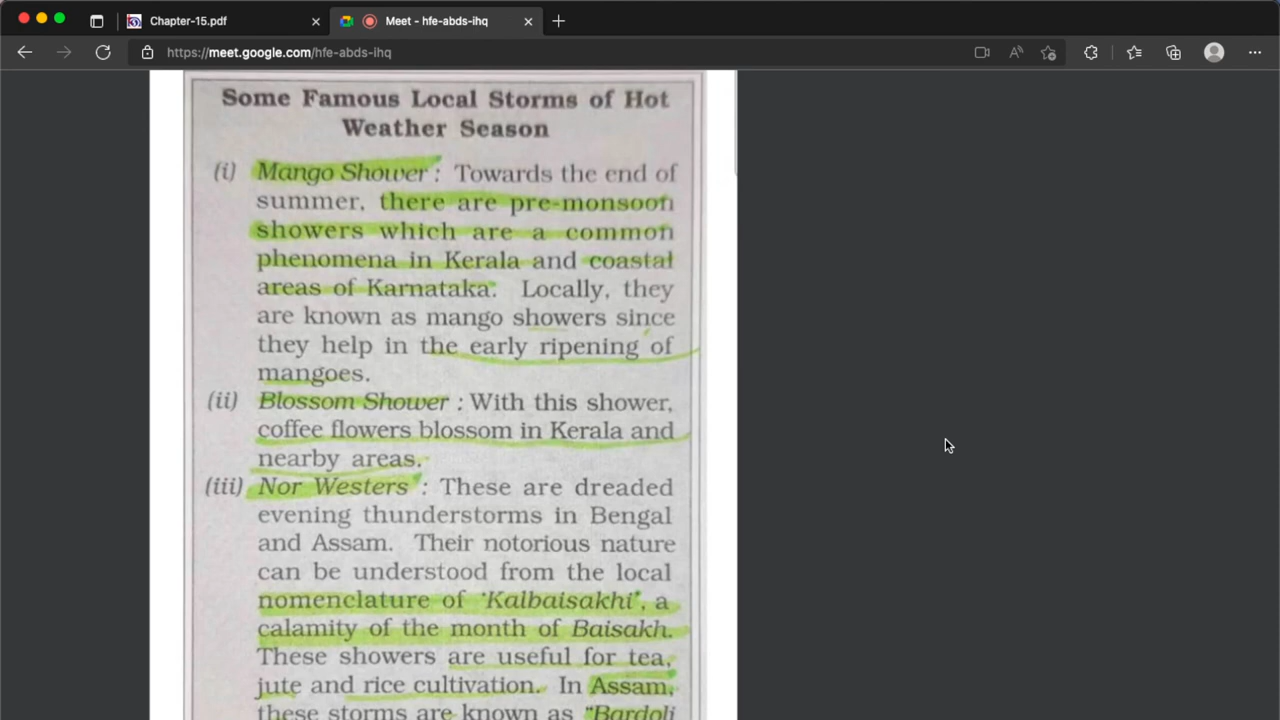 Chapter-15.pdf
Meet - hfe-abds-ihq
https://meet.google.com/hfe-abds-ihq
Some Famous Local Storms of Hot
Weather Season
(i) Mango Shower : Towards the end of
summer, there are pre-monsoon
showers which are a common
phenomena in Kerala and coastal
areas of Karnataka. Locally, they
are known as mango showers since
they help in the early ripening of
mangoes.
(ii) Blossom Shower : With this shower,
coffee flowers blossom in Kerala and
nearby areas.
(iii) Nor Westers : These are dreaded
evening thunderstorms in Bengal
and Assam. Their notorious nature
can be understood from the local
nomenclature of 'Kalbaisakhi', a
calamity of the month of Baisakh.
These showers are useful for tea,
jute and rice cultivation. In Assam,
these storms are known as "Bardoli